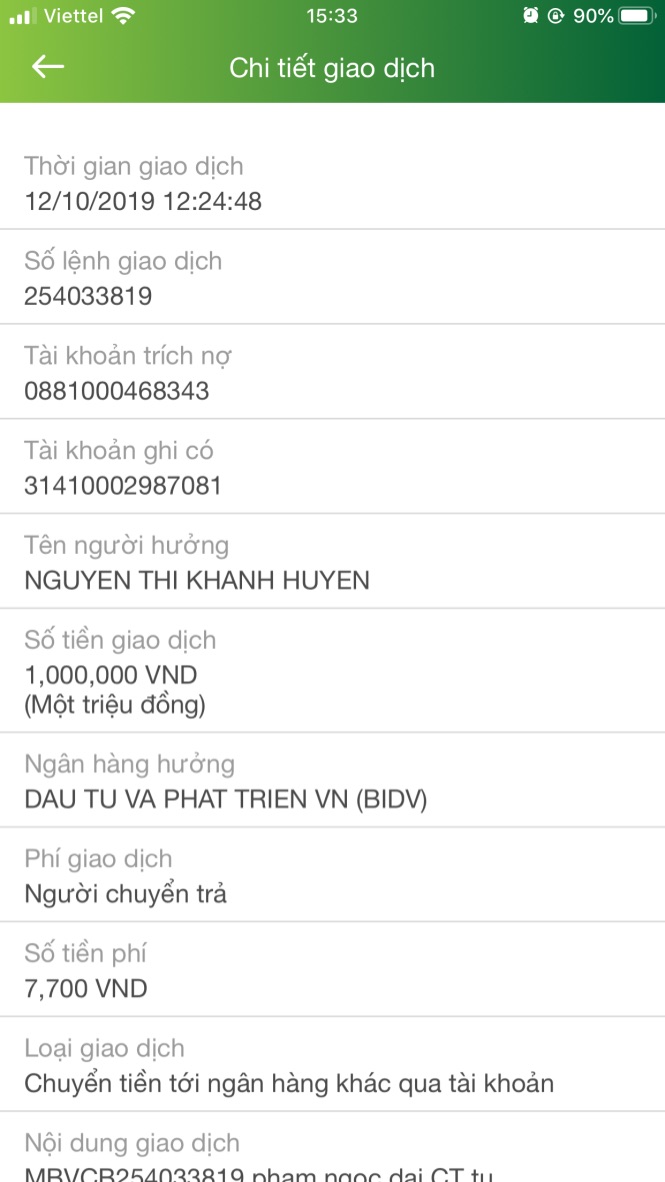 Viettel 15:33 90%
Chi tiết giao dịch
Thời gian giao dịch
12/10/2019 12:24:48
Số lệnh giao dịch
254033819
Tài khoản trích nợ
0881000468343
Tài khoản ghi có
31410002987081
Tên người hưởng
NGUYEN THI KHANH HUYEN
Số tiền giao dịch
1,000,000 VND
(Một triệu đồng)
Ngân hàng hưởng
DAU TU VA PHAT TRIEN VN (BIDV)
Phí giao dịch
Người chuyển trả
Số tiền phí
7,700 VND
Loại giao dịch
Chuyển tiền tới ngân hàng khác qua tài khoản
Nội dung giao dịch
MBVCB254033819.pham ngoc dai.CT tu